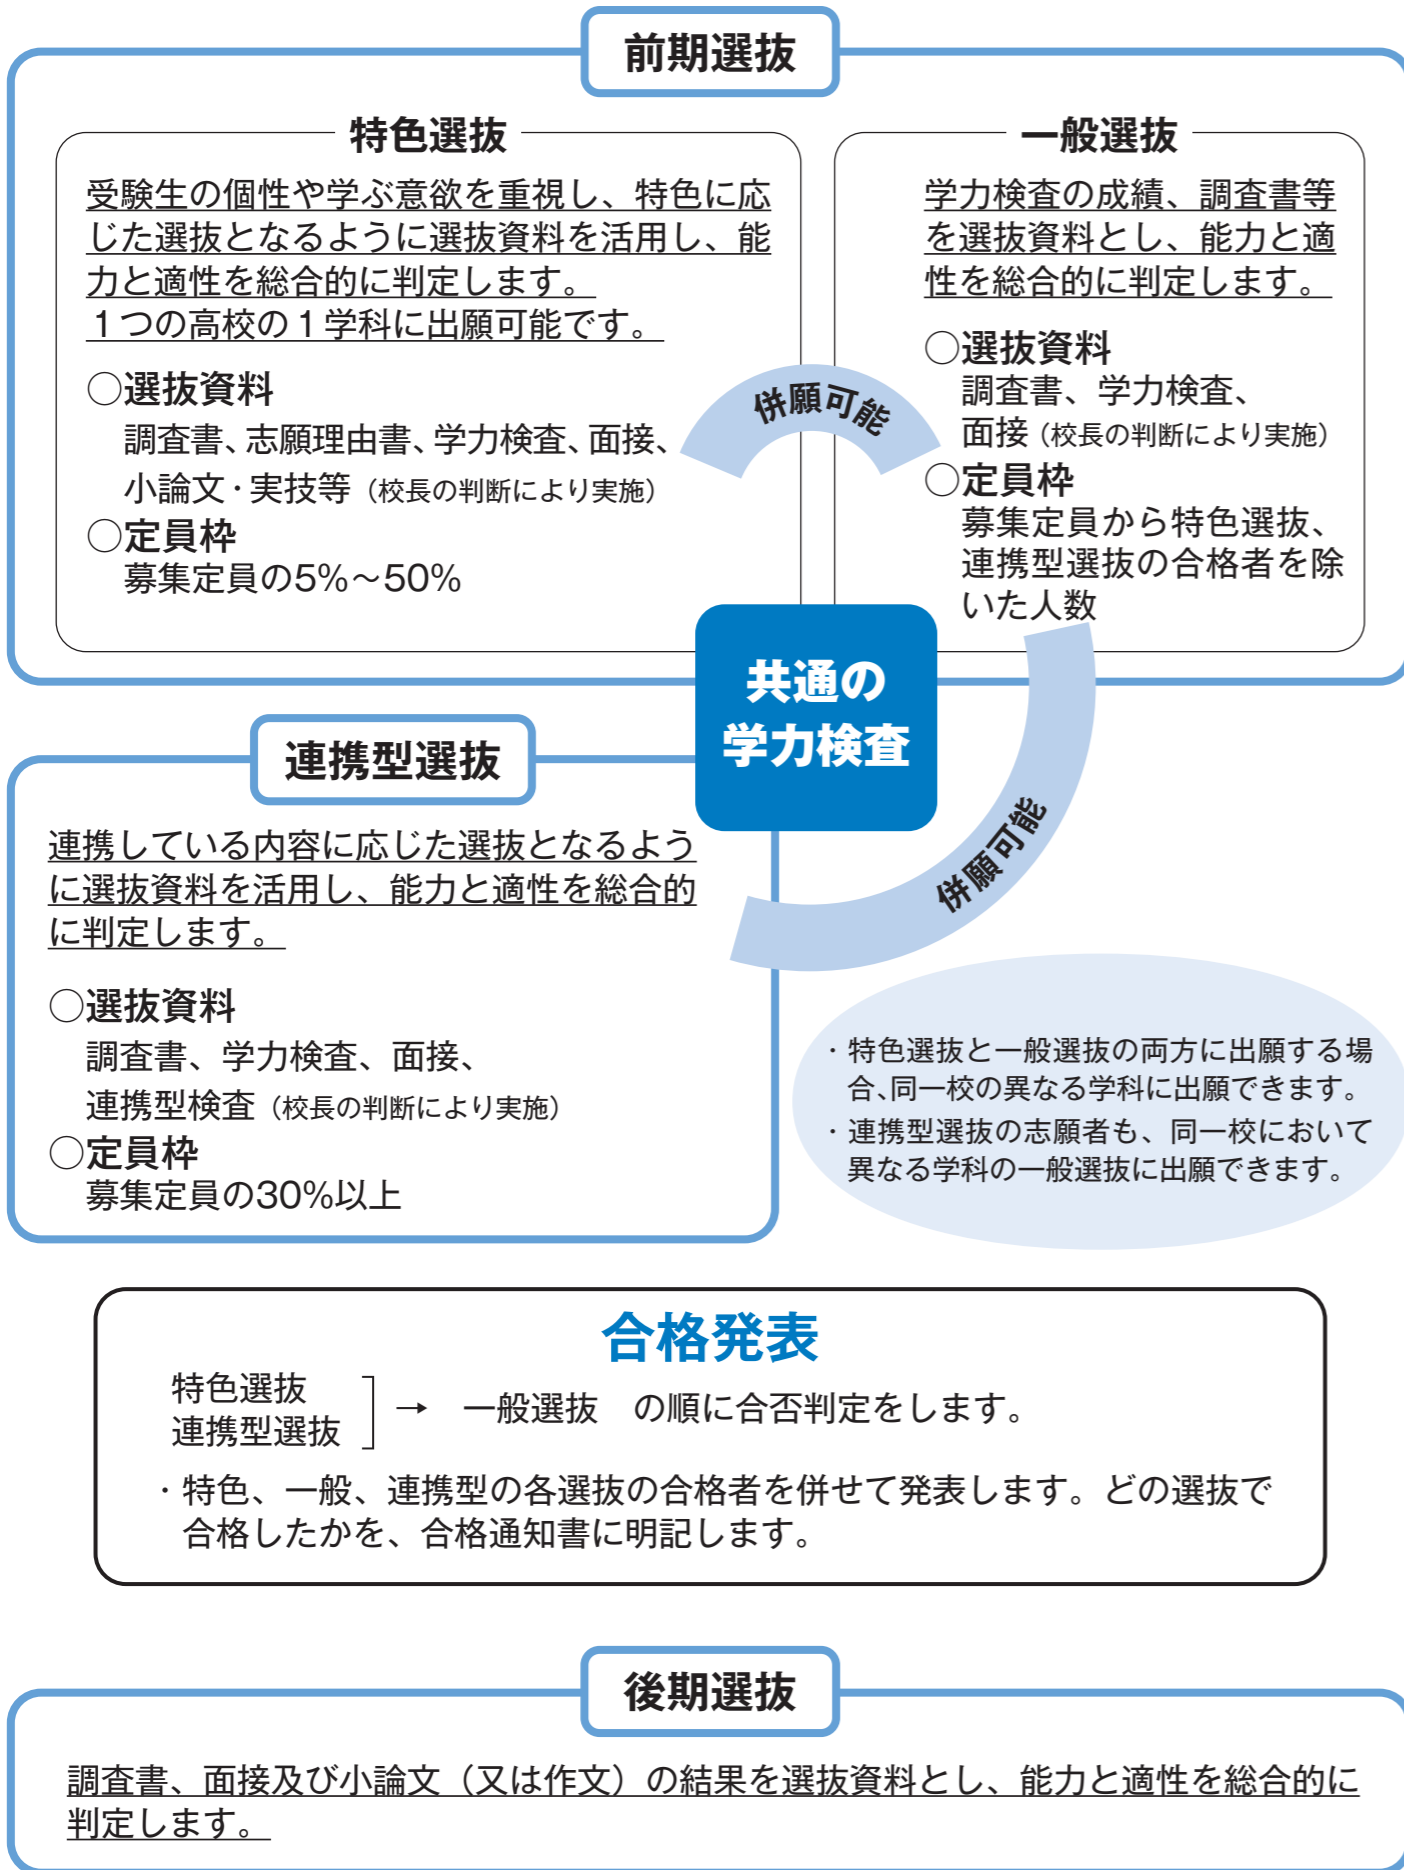 前期選抜
特色選抜
受験生の個性や学ぶ意欲を重視し、特色に応
じた選抜となるように選抜資料を活用し、能
力と適性を総合的に判定します。
１つの高校の１学科に出願可能です。
○選抜資料
調査書、志願理由書、学力検査、面接、
小論文・実技等（校長の判断により実施）
○定員枠
募集定員の5%～50%
一般選抜
学力検査の成績、調査書等
を選抜資料とし、能力と適
性を総合的に判定します。
○選抜資料
調査書、学力検査、
面接（校長の判断により実施）
○定員枠
募集定員から特色選抜、
連携型選抜の合格者を除
いた人数
併願可能
共通の
学力検査
連携型選抜
連携している内容に応じた選抜となるよう
に選抜資料を活用し、能力と適性を総合的
に判定します。
○選抜資料
調査書、学力検査、面接、
連携型検査（校長の判断により実施）
○定員枠
募集定員の30%以上
併願可能
・特色選抜と一般選抜の両方に出願する場
合、同一校の異なる学科に出願できます。
・連携型選抜の志願者も、同一校において
異なる学科の一般選抜に出願できます。
合格発表
特色選抜
連携型選抜
→ 一般選抜 の順に合否判定をします。
・特色、一般、連携型の各選抜の合格者を併せて発表します。どの選抜で
合格したかを、合格通知書に明記します。
後期選抜
調査書、面接及び小論文（又は作文）の結果を選抜資料とし、能力と適性を総合的に
判定します。